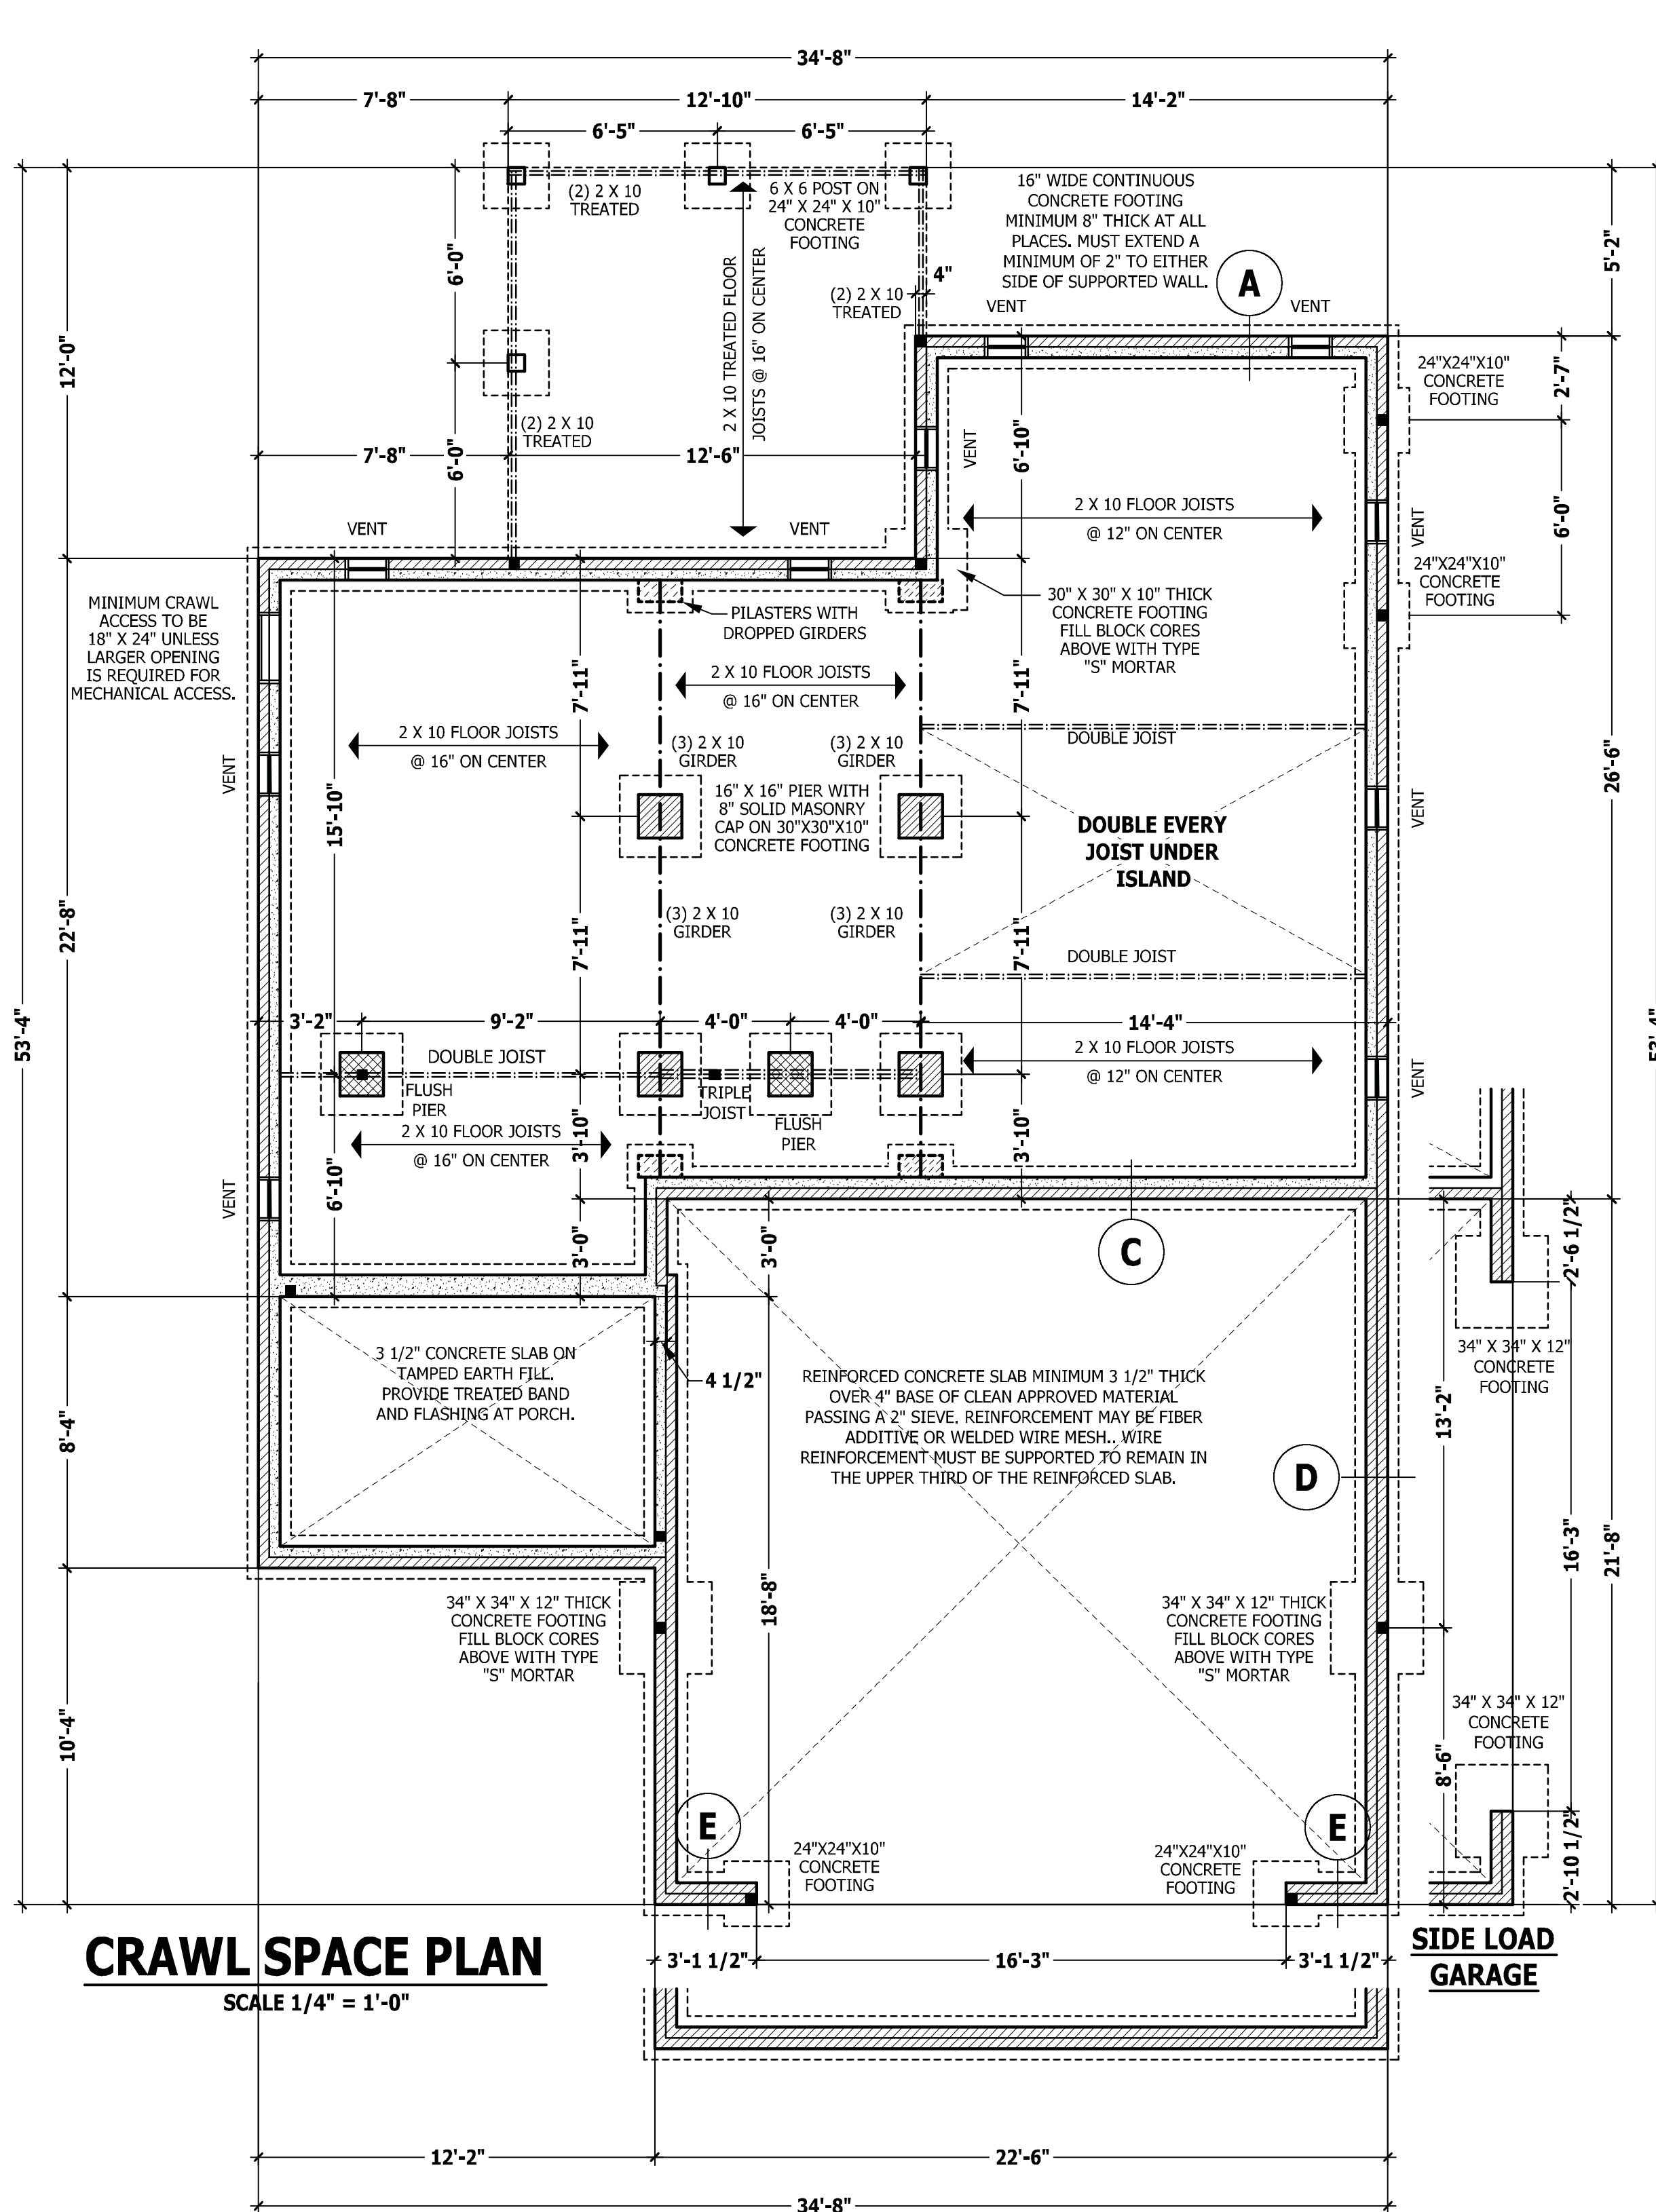 34'-8"
7'-8"
12'-10"
14'-2"
6'-5"
6'-5"
(2) 2 X 10
TREATED
6 X 6 POST ON
24" X 24" X 10"
CONCRETE
FOOTING
16" WIDE CONTINUOUS
CONCRETE FOOTING
MINIMUM 8" THICK AT ALL
PLACES. MUST EXTEND A
MINIMUM OF 2" TO EITHER
SIDE OF SUPPORTED WALL.
A
5'-2"
6'-0"
4"
(2) 2 X 10
TREATED
2 X 10 TREATED FLOOR
JOISTS @ 16" ON CENTER
VENT
VENT
12'-0"
24"X24"X10"
CONCRETE
FOOTING
2'-7"
(2) 2 X 10
TREATED
6'-0"
7'-8"
12'-6"
VENT
6'-10"
2 X 10 FLOOR JOISTS
@ 12" ON CENTER
VENT
6'-0"
VENT
VENT
24"X24"X10"
CONCRETE
FOOTING
MINIMUM CRAWL
ACCESS TO BE
18" X 24" UNLESS
LARGER OPENING
IS REQUIRED FOR
MECHANICAL ACCESS.
PILASTERS WITH
DROPPED GIRDERS
30" X 30" X 10" THICK
CONCRETE FOOTING
FILL BLOCK CORES
ABOVE WITH TYPE
"S" MORTAR
7'-11"
2 X 10 FLOOR JOISTS
@ 16" ON CENTER
7'-11"
2 X 10 FLOOR JOISTS
@ 16" ON CENTER
(3) 2 X 10
GIRDER
(3) 2 X 10
GIRDER
DOUBLE JOIST
26'-6"
VENT
15'-10"
16" X 16" PIER WITH
8" SOLID MASONRY
CAP ON 30"X30"X10"
CONCRETE FOOTING
DOUBLE EVERY
JOIST UNDER
ISLAND
VENT
22'-8"
7'-11"
(3) 2 X 10
GIRDER
(3) 2 X 10
GIRDER
7'-11"
DOUBLE JOIST
53'-4"
53'-4"
3'-2"
9'-2"
4'-0"
4'-0"
14'-4"
DOUBLE JOIST
2 X 10 FLOOR JOISTS
@ 12" ON CENTER
VENT
FLUSH
PIER
TRIPLE
JOIST
FLUSH
PIER
2 X 10 FLOOR JOISTS
@ 16" ON CENTER
3'-10"
3'-10"
VENT
6'-10"
3'-0"
3'-0"
C
2'-6 1/2"
3 1/2" CONCRETE SLAB ON
TAMPED EARTH FILL.
PROVIDE TREATED BAND
AND FLASHING AT PORCH.
4 1/2"
REINFORCED CONCRETE SLAB MINIMUM 3 1/2" THICK
OVER 4" BASE OF CLEAN APPROVED MATERIAL
PASSING A 2" SIEVE. REINFORCEMENT MAY BE FIBER
ADDITIVE OR WELDED WIRE MESH.. WIRE
REINFORCEMENT MUST BE SUPPORTED TO REMAIN IN
THE UPPER THIRD OF THE REINFORCED SLAB.
34" X 34" X 12"
CONCRETE
FOOTING
8'-4"
13'-2"
D
16'-3"
21'-8"
18'-8"
34" X 34" X 12" THICK
CONCRETE FOOTING
FILL BLOCK CORES
ABOVE WITH TYPE
"S" MORTAR
34" X 34" X 12" THICK
CONCRETE FOOTING
FILL BLOCK CORES
ABOVE WITH TYPE
"S" MORTAR
10'-4"
34" X 34" X 12"
CONCRETE
FOOTING
8'-6"
E
E
24"X24"X10"
CONCRETE
FOOTING
24"X24"X10"
CONCRETE
FOOTING
2'-10 1/2"
CRAWL SPACE PLAN
SCALE 1/4" = 1'-0"
3'-1 1/2"
16'-3"
3'-1 1/2"
SIDE LOAD
GARAGE
12'-2"
22'-6"
34'-8"